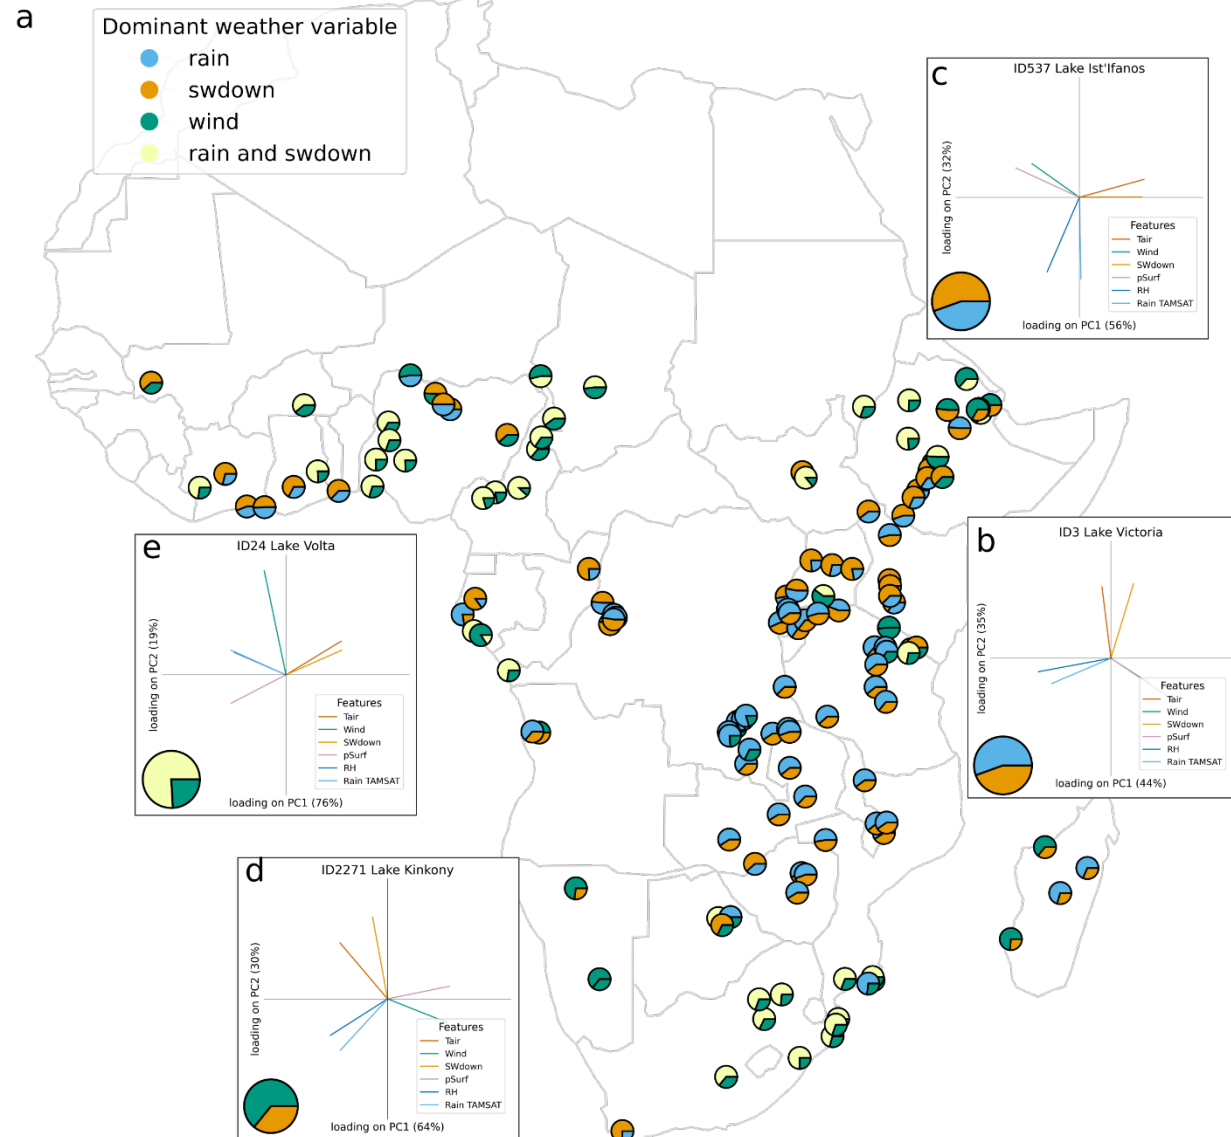 a
Dominant weather variable
rain
swdown
wind
rain and swdown
c
ID537 Lake Ist'Ifanos
loading on PC2 (32%)
Features
Tair
Wind
SWdown
pSurf
RH
Rain TAMSAT
loading on PC1 (56%)
b
ID3 Lake Victoria
loading on PC2 (35%)
Features
Tair
Wind
SWdown
pSurf
RH
Rain TAMSAT
loading on PC1 (44%)
e
ID24 Lake Volta
loading on PC2 (19%)
Features
Tair
Wind
SWdown
pSurf
RH
Rain TAMSAT
loading on PC1 (76%)
d
ID2271 Lake Kinkony
loading on PC2 (30%)
Features
Tair
Wind
SWdown
pSurf
RH
Rain TAMSAT
loading on PC1 (64%)